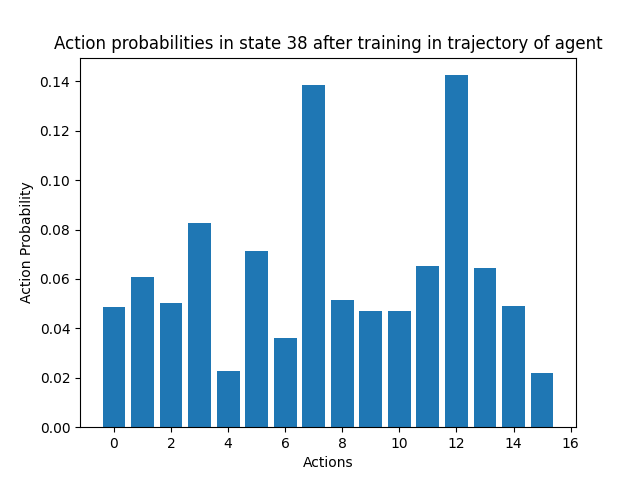 Action probabilities in state 38 after training in trajectory of agent
0.14
0.12
0.10
0.08
0.06
0.04
0.02
0.00
Action Probability
0 2 4 6 8 10 12 14 16
Actions